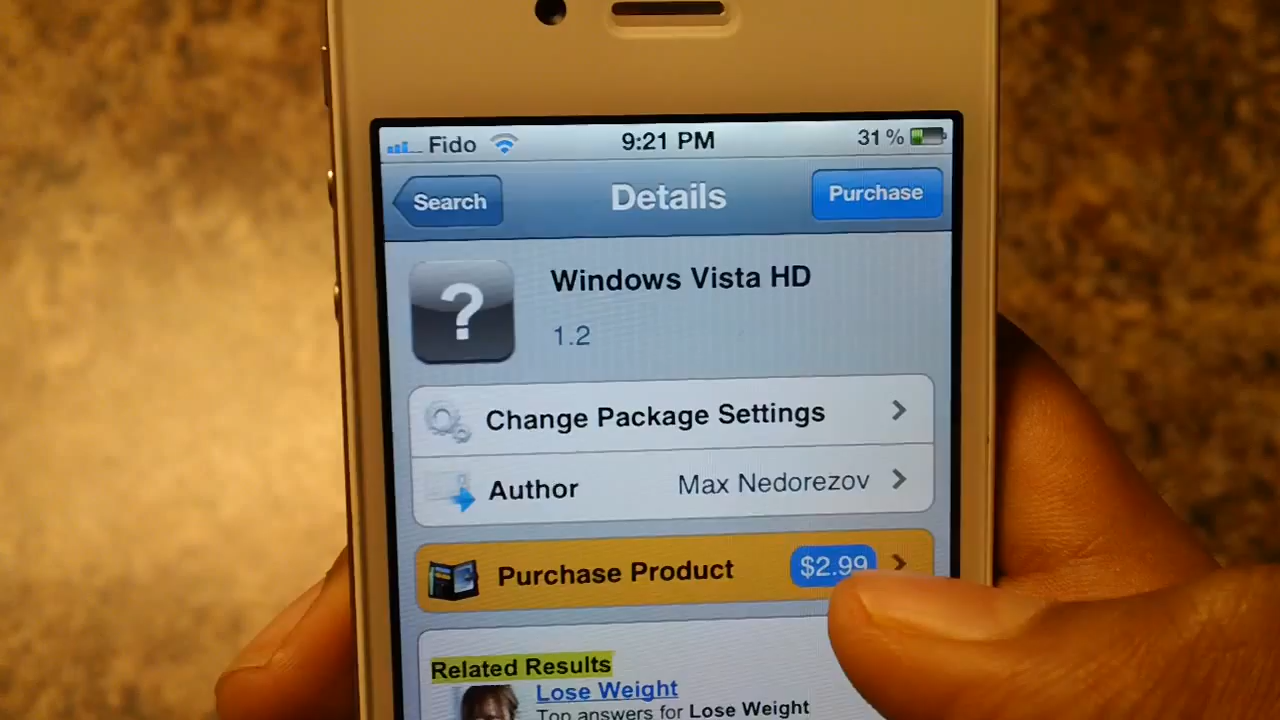 Fido 9:21 PM 31 %
Search Details Purchase
?
Windows Vista HD
1.2
Change Package Settings
Author Max Nedorezov
Purchase Product $2.99
Related Results
Lose Weight
Top answers for Lose Weight